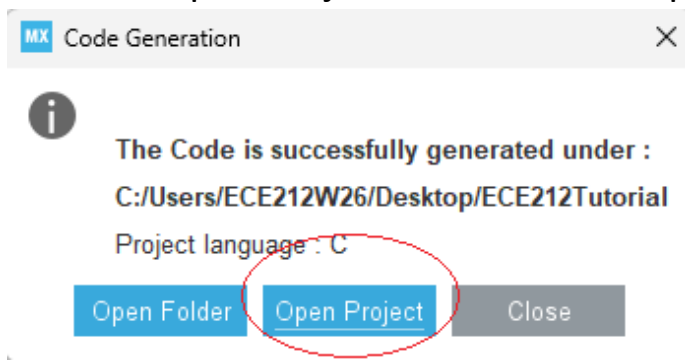 MX Code Generation
The Code is successfully generated under :
C:/Users/ECE212W26/Desktop/ECE212Tutorial
Project language : C
Open Folder Open Project Close